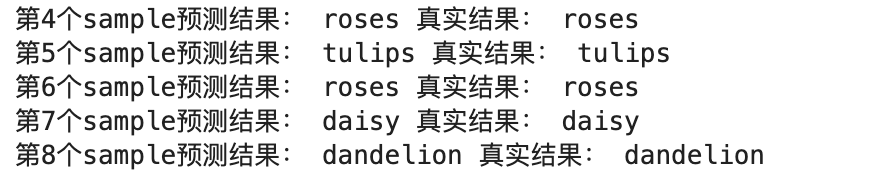 第4个sample预测结果： roses 真实结果： roses
第5个sample预测结果： tulips 真实结果： tulips
第6个sample预测结果： roses 真实结果： roses
第7个sample预测结果： daisy 真实结果： daisy
第8个sample预测结果： dandelion 真实结果： dandelion